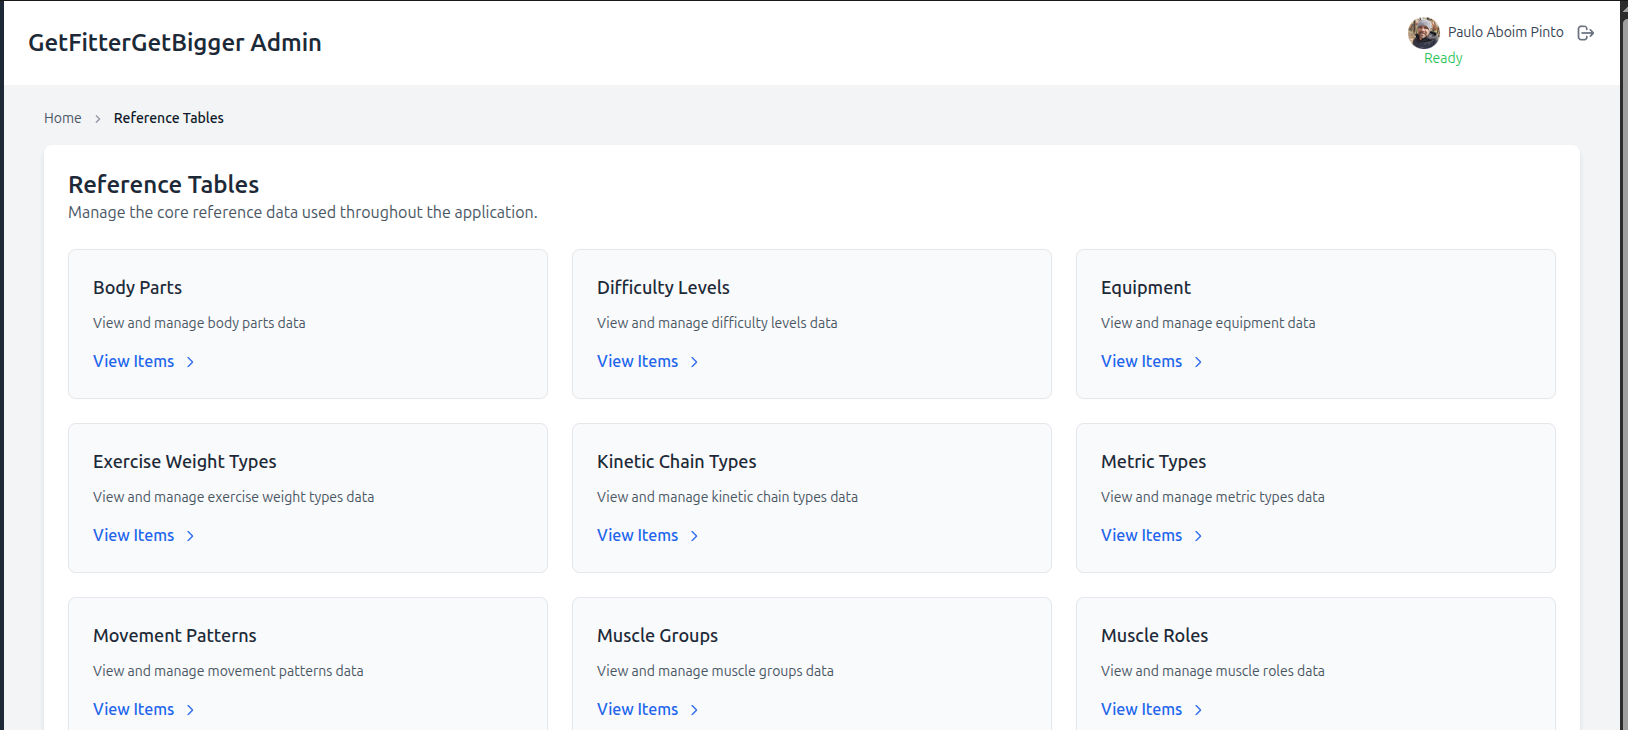 GetFitterGetBigger Admin
Paulo Aboim Pinto
Ready
Home > Reference Tables
Reference Tables
Manage the core reference data used throughout the application.
Body Parts
View and manage body parts data
View Items
Difficulty Levels
View and manage difficulty levels data
View Items
Equipment
View and manage equipment data
View Items
Exercise Weight Types
View and manage exercise weight types data
View Items
Kinetic Chain Types
View and manage kinetic chain types data
View Items
Metric Types
View and manage metric types data
View Items
Movement Patterns
View and manage movement patterns data
View Items
Muscle Groups
View and manage muscle groups data
View Items
Muscle Roles
View and manage muscle roles data
View Items